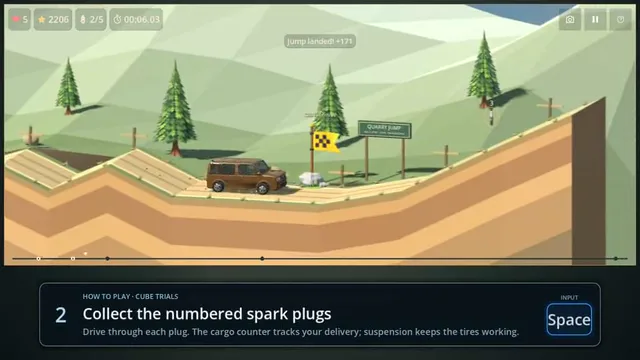 5
2206
2/5
00:06.03
Jump landed! +171
QUARRY JUMP
HOW TO PLAY · CUBE TRIALS
2
Collect the numbered spark plugs
Drive through each plug. The cargo counter tracks your delivery; suspension keeps the tires working.
INPUT
Space